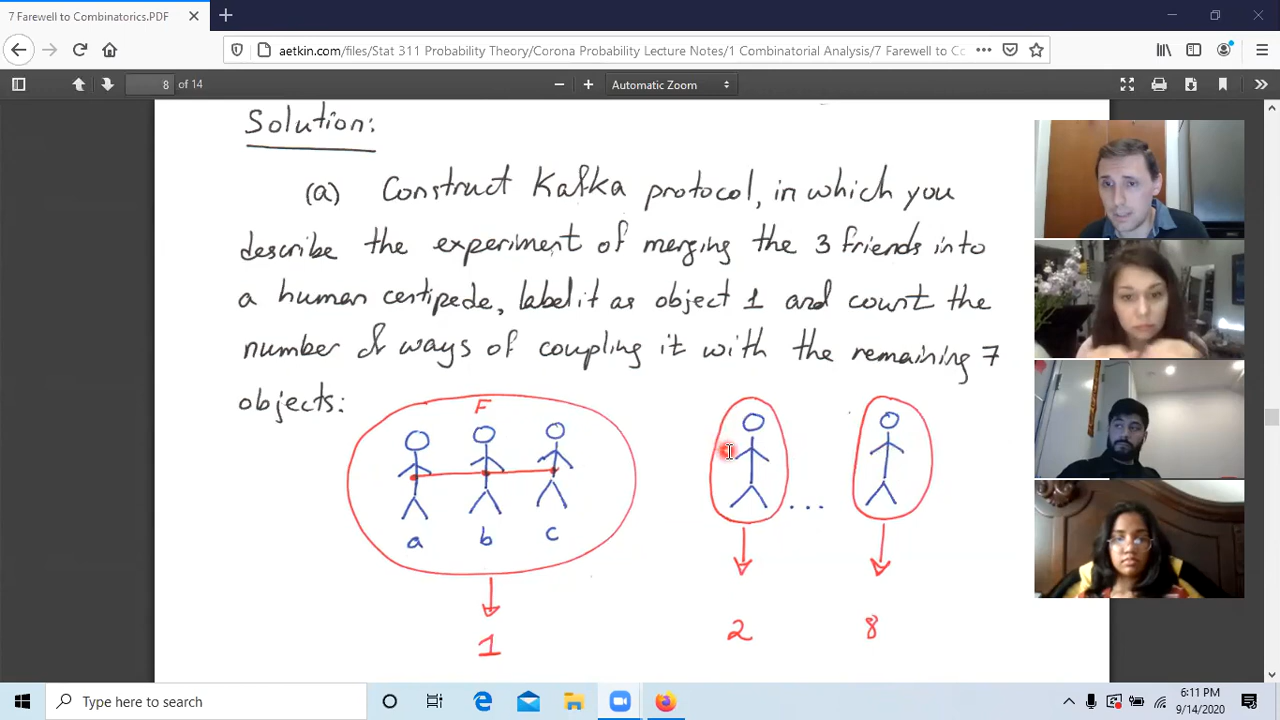 7 Farewell to Combinatorics.PDF
aetkin.com/files/Stat 311 Probability Theory/Corona Probability Lecture Notes/1 Combinatorial Analysis/7 Farewell to Co
8 of 14
Automatic Zoom
Solution:
(a) Construct Kafka protocol, in which you
describe the experiment of merging the 3 friends into
a human centipede, label it as object 1 and count the
number of ways of coupling it with the remaining 7
objects:
F
a b c
...
1 2 8
Type here to search
6:11 PM
9/14/2020